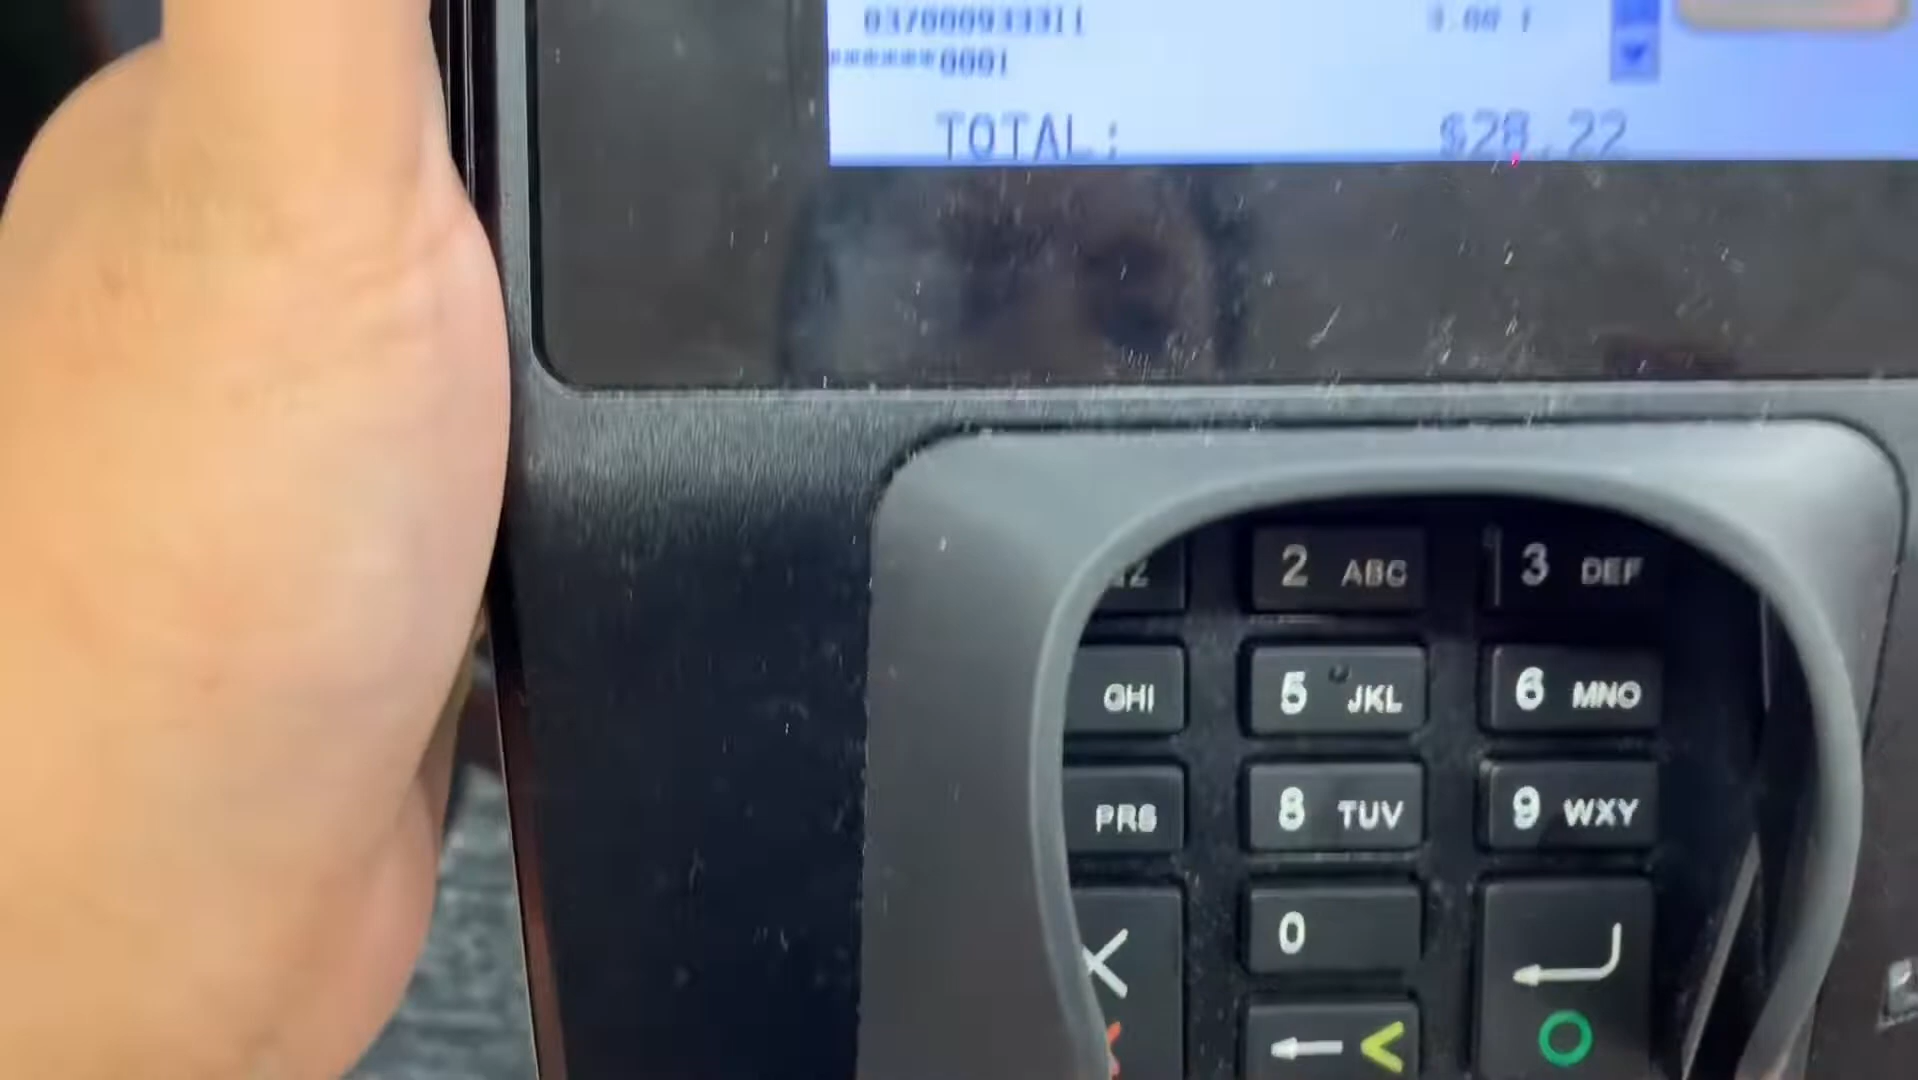 ******0001
TOTAL: $28.22
2 ABC
3 DEF
GHI
5 JKL
6 MNO
PRS
8 TUV
9 WXY
0